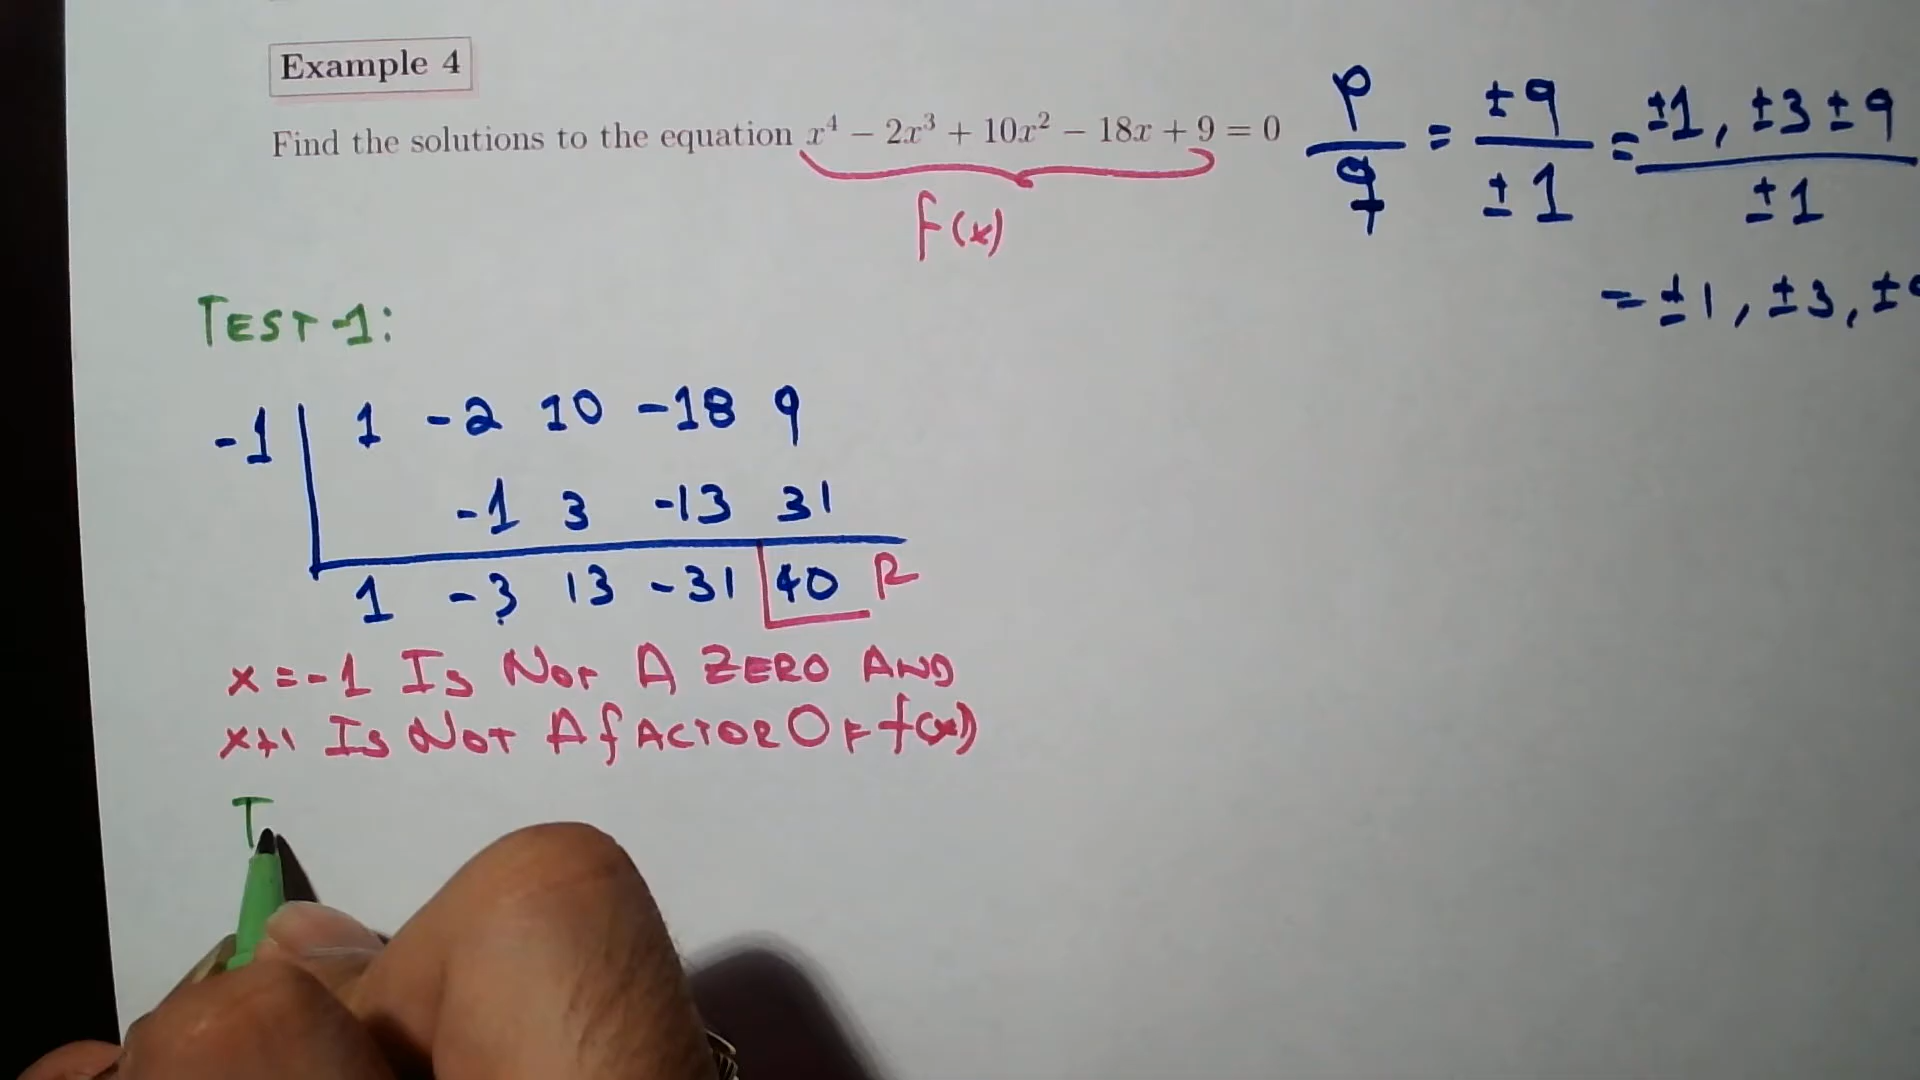 Example 4
Find the solutions to the equation x⁴ − 2x³ + 10x² − 18x + 9 = 0
f(x)
p/q = ±9/±1 = ±1, ±3 ±9/±1
= ±1, ±3, ±9
TEST -1:
-1 | 1 -2 10 -18 9
-1 3 -13 31
1 -3 13 -31 40 R
x=-1 Is Not A ZERO AND
x+1 Is Not A fACTOR OF f(x)
T